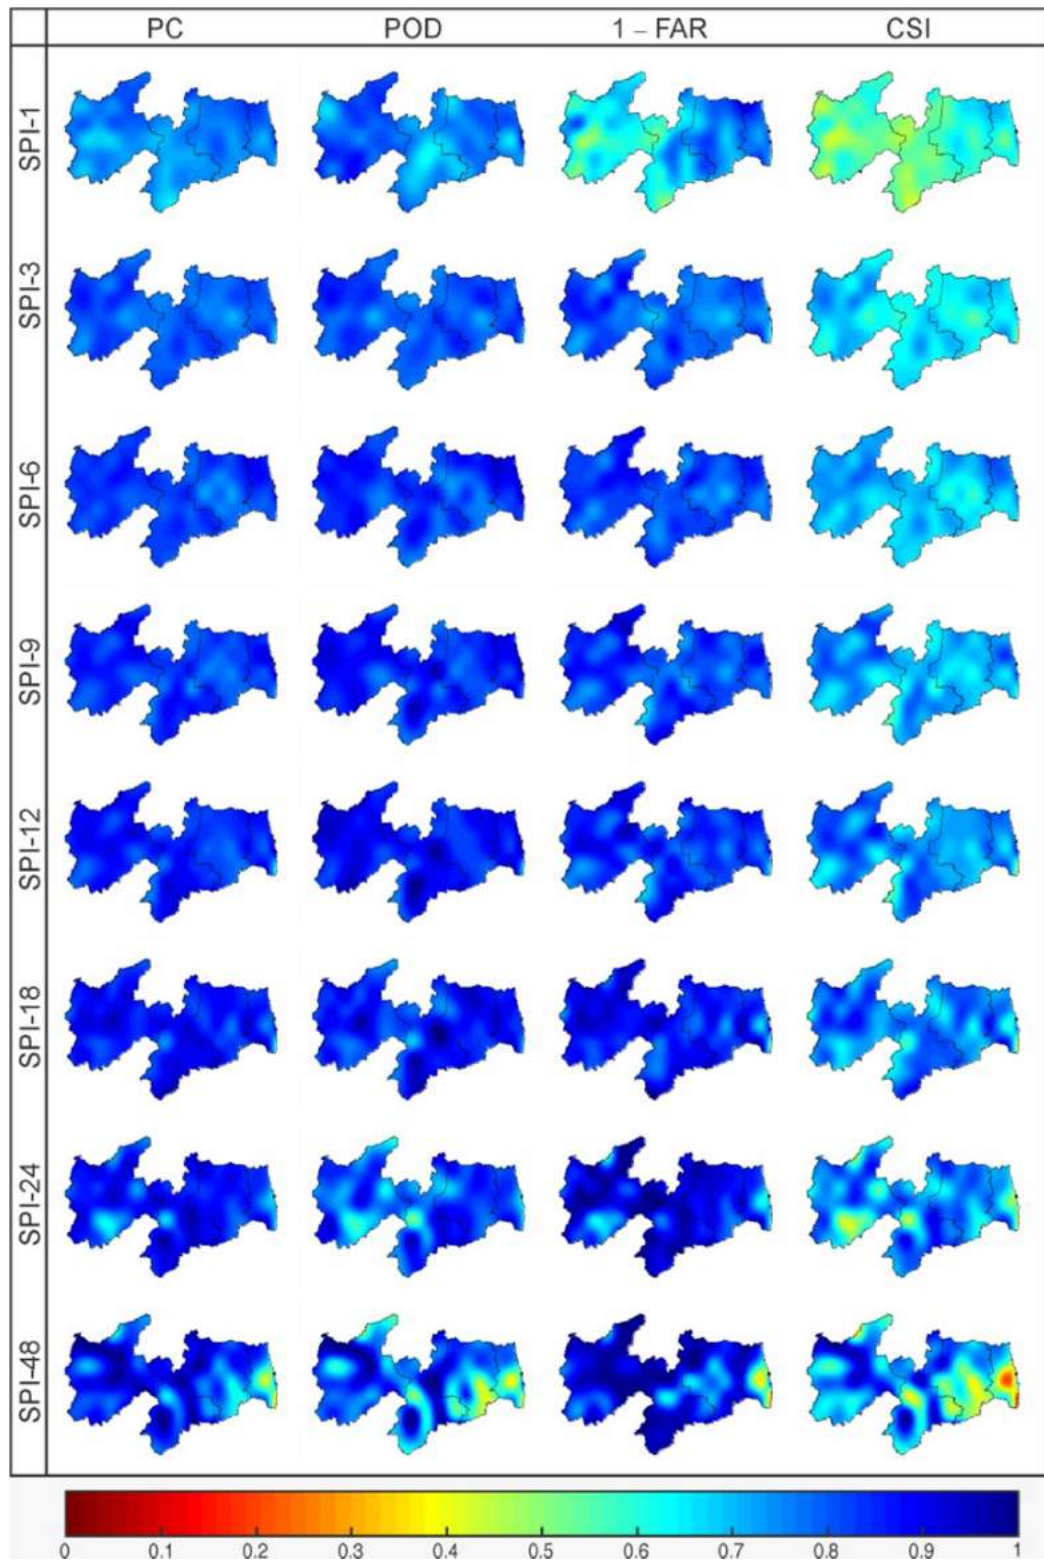 PC POD 1 – FAR CSI
SPI-1
SPI-3
SPI-6
SPI-9
SPI-12
SPI-18
SPI-24
SPI-48
0 0.1 0.2 0.3 0.4 0.5 0.6 0.7 0.8 0.9 1